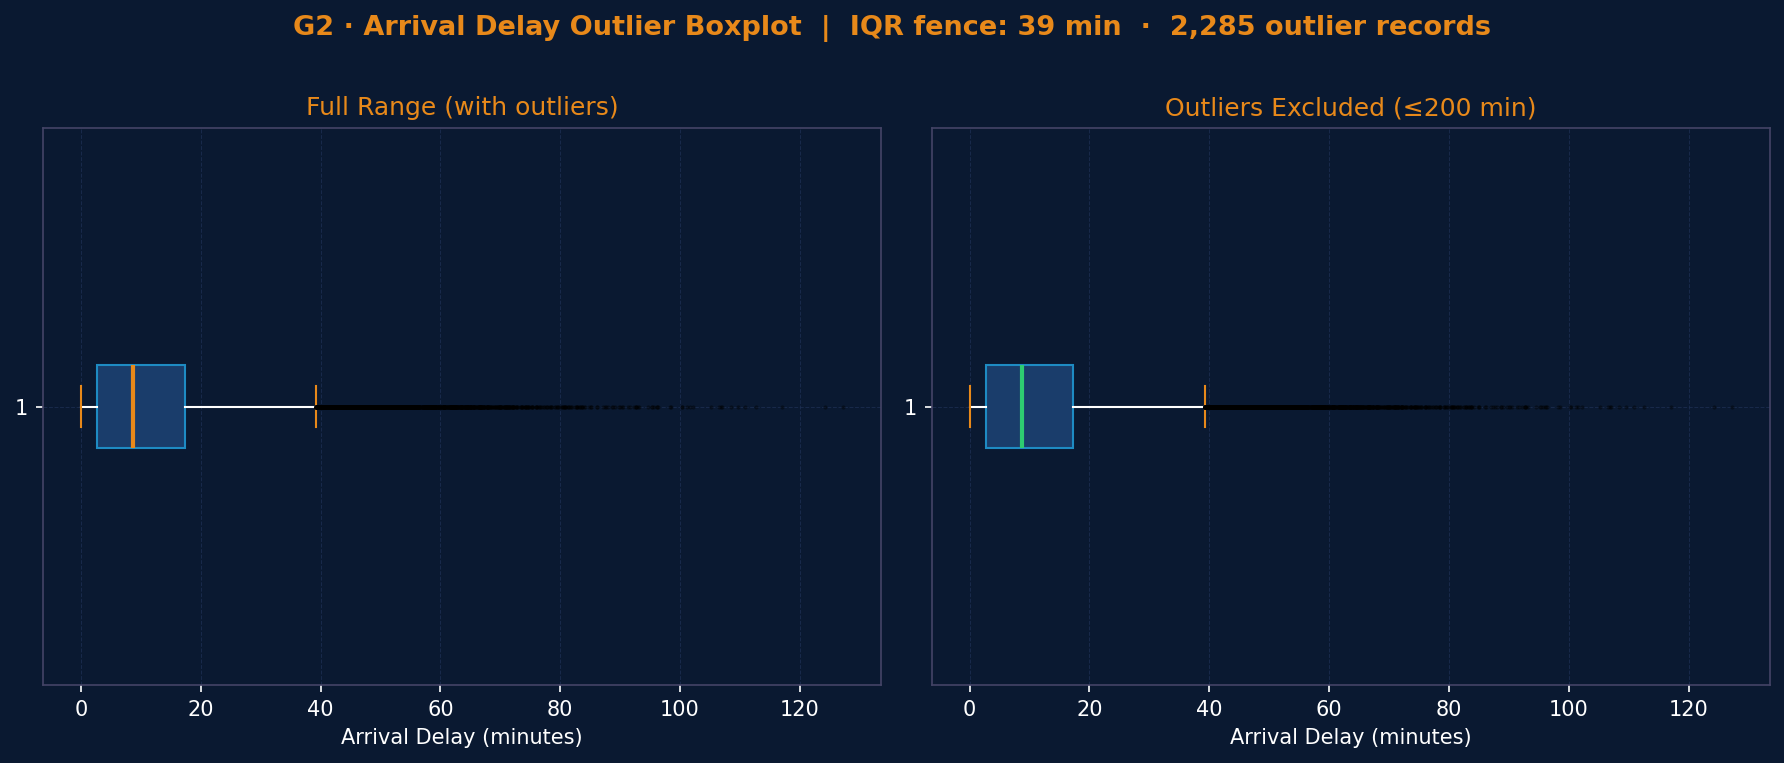 G2 · Arrival Delay Outlier Boxplot | IQR fence: 39 min · 2,285 outlier records
Full Range (with outliers)
1
0 20 40 60 80 100 120
Arrival Delay (minutes)
Outliers Excluded (≤200 min)
1
0 20 40 60 80 100 120
Arrival Delay (minutes)